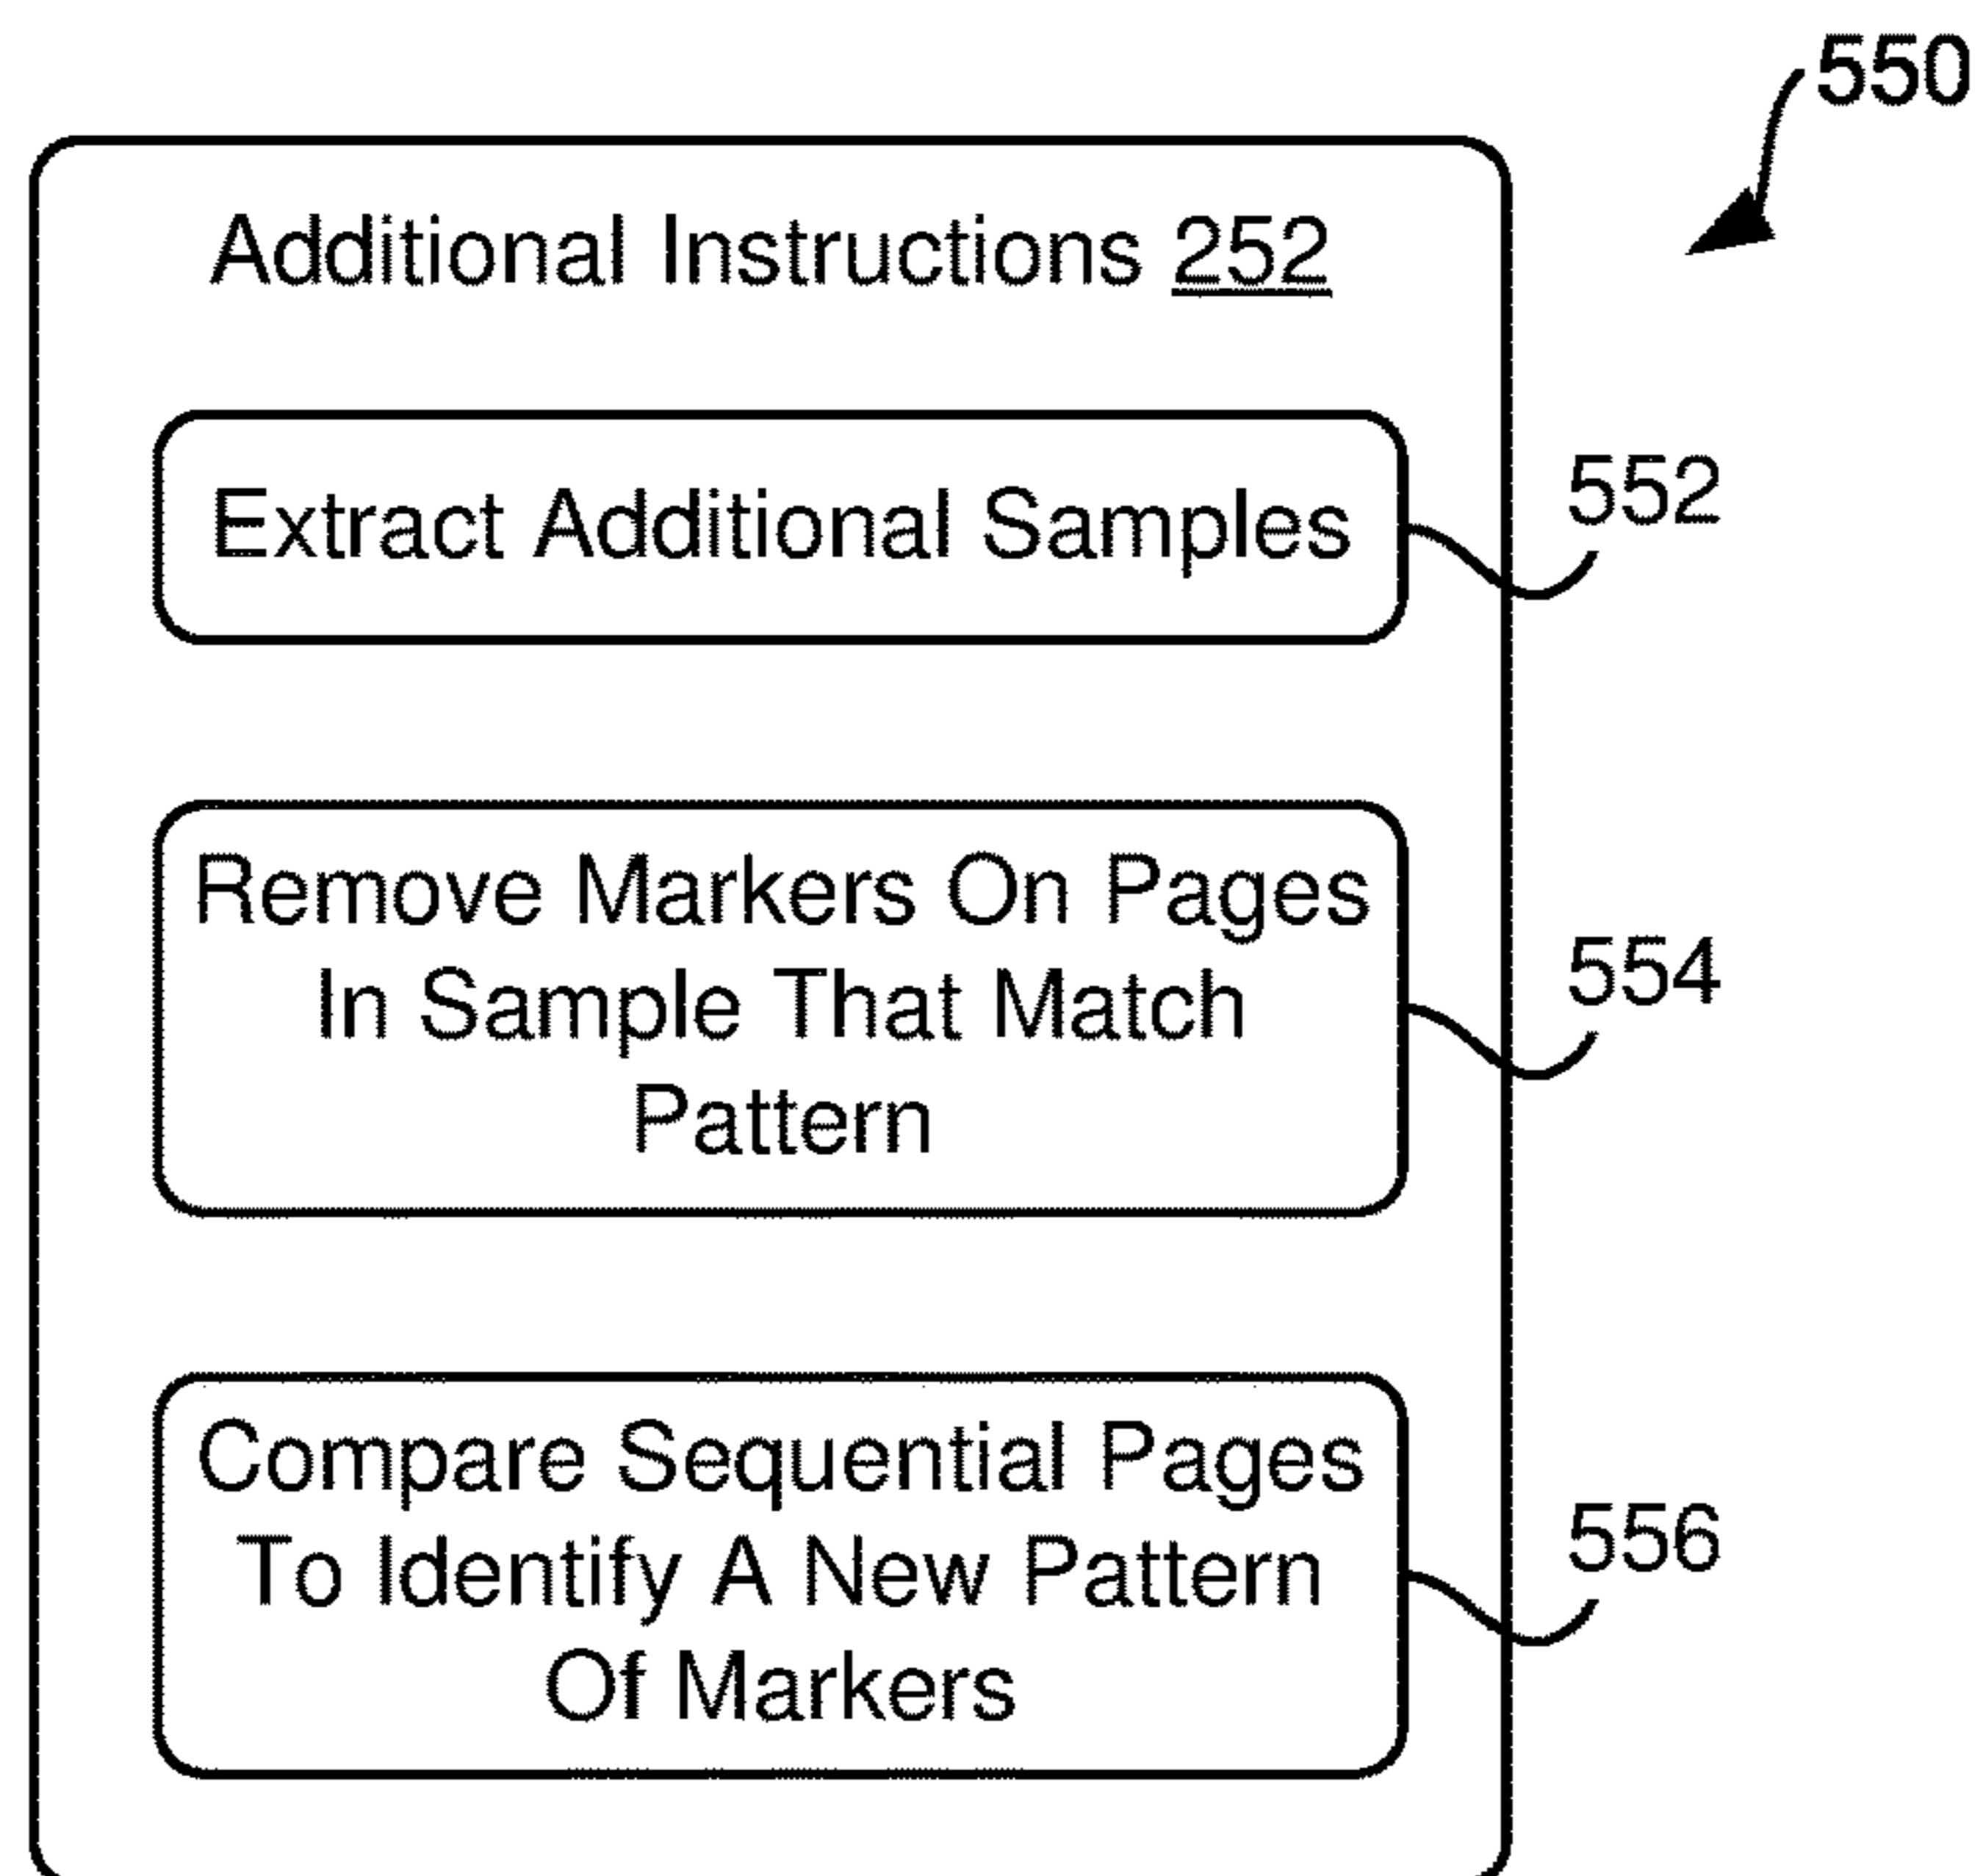 550
Additional Instructions 252
Extract Additional Samples
552
Remove Markers On Pages
In Sample That Match
Pattern
554
Compare Sequential Pages
To Identify A New Pattern
Of Markers
556